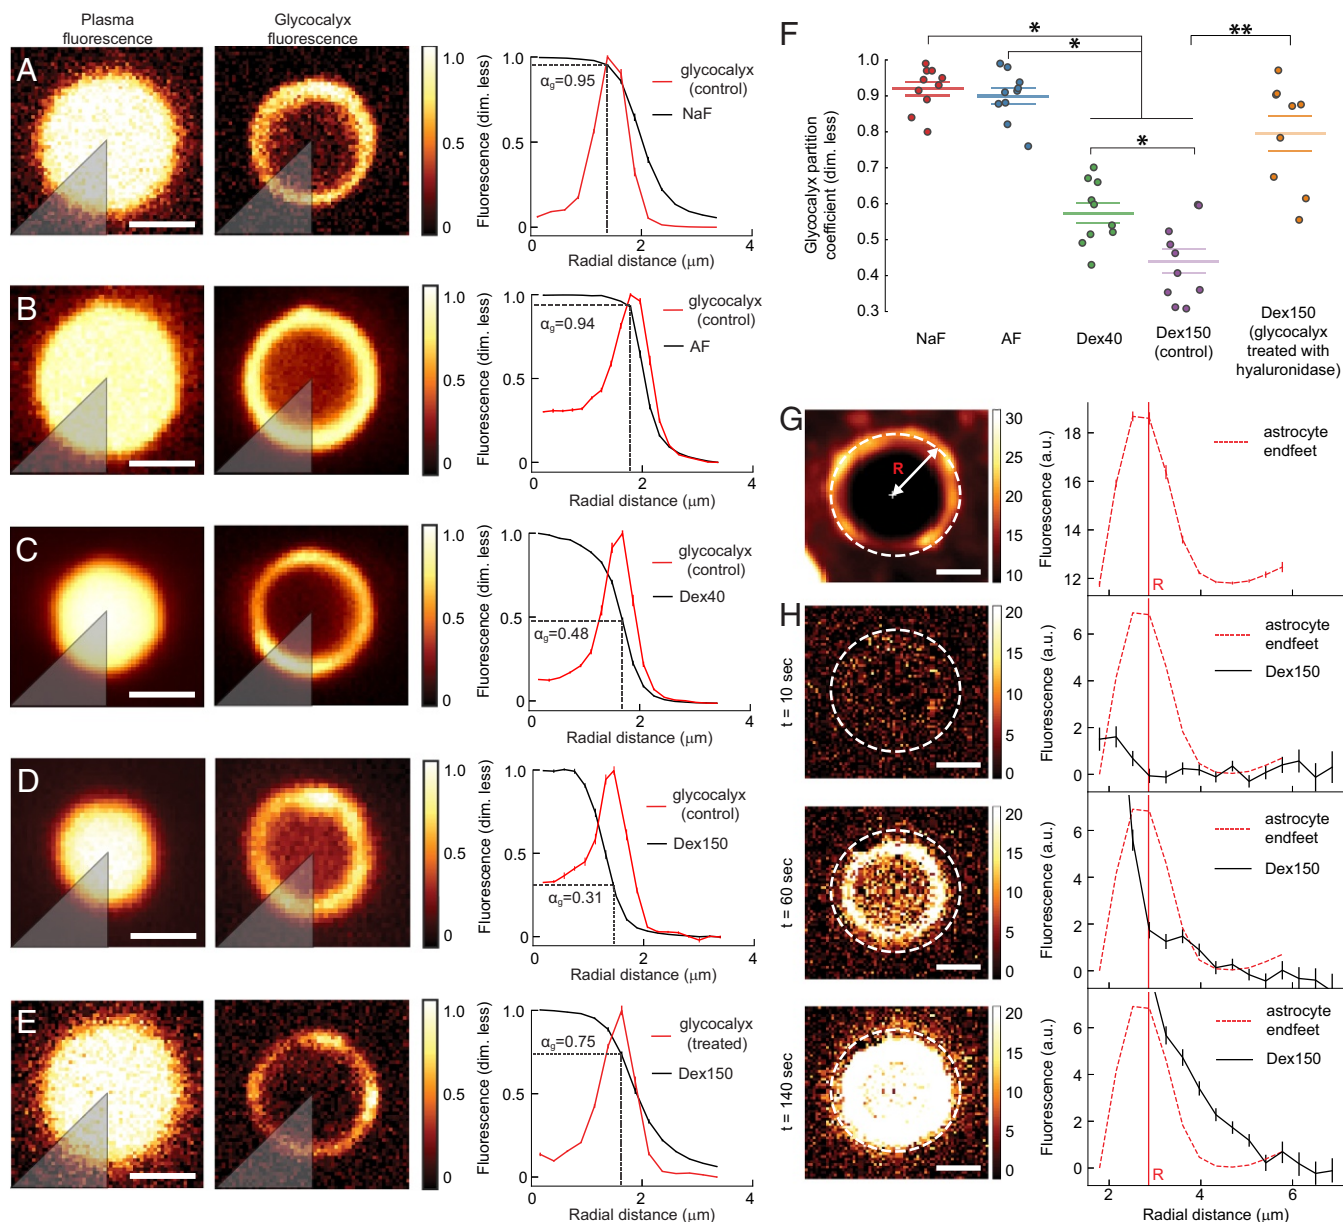 Plasma
fluorescence
Glycocalyx
fluorescence
A
1.0
0.5
0
Fluorescence (dim. less)
1.0
0.5
0
αg=0.95
glycocalyx
(control)
NaF
0
2
4
Radial distance (μm)
B
1.0
0.5
0
Fluorescence (dim. less)
1.0
0.5
0
αg=0.94
glycocalyx
(control)
AF
0
2
4
Radial distance (μm)
C
1.0
0.5
0
Fluorescence (dim. less)
1.0
0.5
0
αg=0.48
glycocalyx
(control)
Dex40
0
2
4
Radial distance (μm)
D
1.0
0.5
0
Fluorescence (dim. less)
1.0
0.5
0
αg=0.31
glycocalyx
(control)
Dex150
0
2
4
Radial distance (μm)
E
1.0
0.5
0
Fluorescence (dim. less)
1.0
0.5
0
αg=0.75
glycocalyx
(treated)
Dex150
0
2
4
Radial distance (μm)
F
Glycocalyx partition
coefficient (dim. less)
1.0
0.9
0.8
0.7
0.6
0.5
0.4
0.3
*
*
*
**
NaF
AF
Dex40
Dex150
(control)
Dex150
(glycocalyx
treated with
hyaluronidase)
G
R
30
25
20
15
10
Fluorescence (a.u.)
18
16
14
12
R
astrocyte
endfeet
H
t = 10 sec
20
15
10
5
0
Fluorescence (a.u.)
6
4
2
0
astrocyte
endfeet
Dex150
t = 60 sec
20
15
10
5
0
Fluorescence (a.u.)
6
4
2
0
astrocyte
endfeet
Dex150
t = 140 sec
20
15
10
5
0
Fluorescence (a.u.)
6
4
2
0
R
astrocyte
endfeet
Dex150
2
4
6
Radial distance (μm)